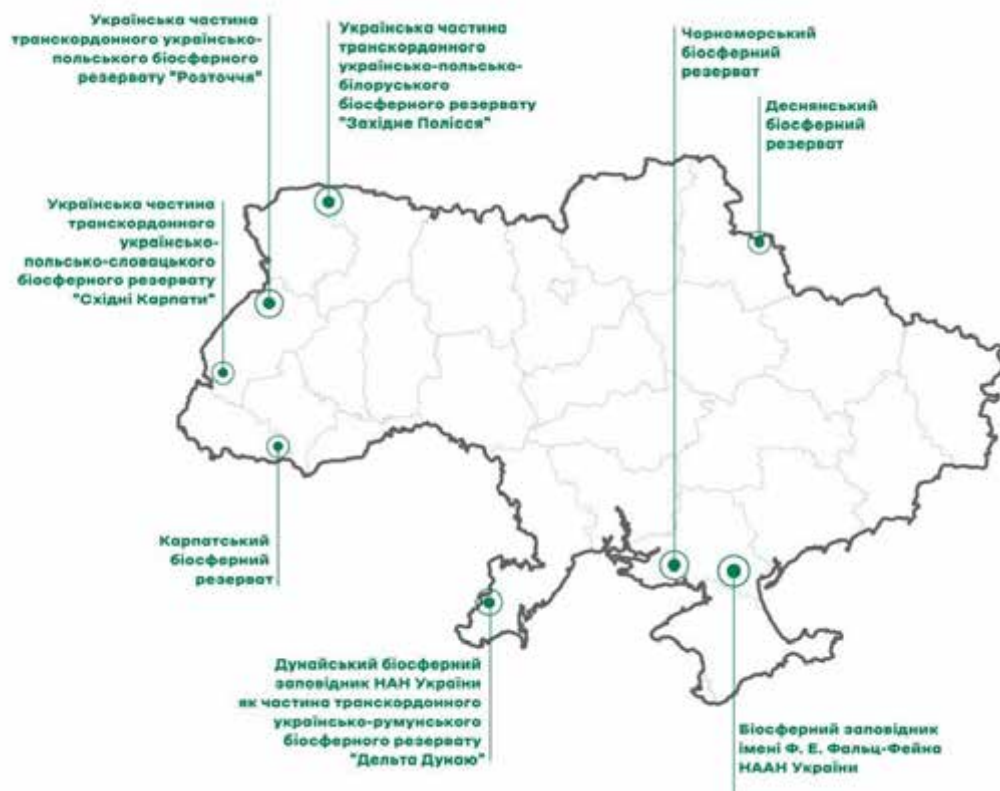 Українська частина
транскордонного українсько-
польського біосферного
резервату "Розточчя"
Українська частина
транскордонного
українсько-польсько-
білоруського
біосферного резервату
"Західне Полісся"
Чорноморський
біосферний
резерват
Деснянський
біосферний
резерват
Українська частина
транскордонного
українсько-
польсько-словацького
біосферного резервату
"Східні Карпати"
Карпатський
біосферний
резерват
Дунайський біосферний
заповідник НАН України
як частина транскордонного
українсько-румунського
біосферного резервату
"Дельта Дунаю"
Біосферний заповідник
імені Ф. Е. Фальц-Фейна
НААН України